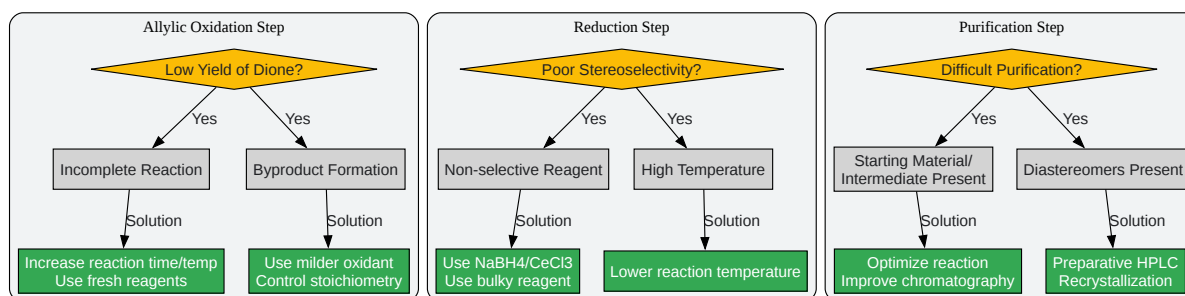 Allylic Oxidation Step
Low Yield of Dione?
Yes
Yes
Incomplete Reaction
Byproduct Formation
Solution
Solution
Increase reaction time/temp
Use fresh reagents
Use milder oxidant
Control stoichiometry
Reduction Step
Poor Stereoselectivity?
Yes
Yes
Non-selective Reagent
High Temperature
Solution
Solution
Use NaBH4/CeCl3
Use bulky reagent
Lower reaction temperature
Purification Step
Difficult Purification?
Yes
Yes
Starting Material/
Intermediate Present
Diastereomers Present
Solution
Solution
Optimize reaction
Improve chromatography
Preparative HPLC
Recrystallization